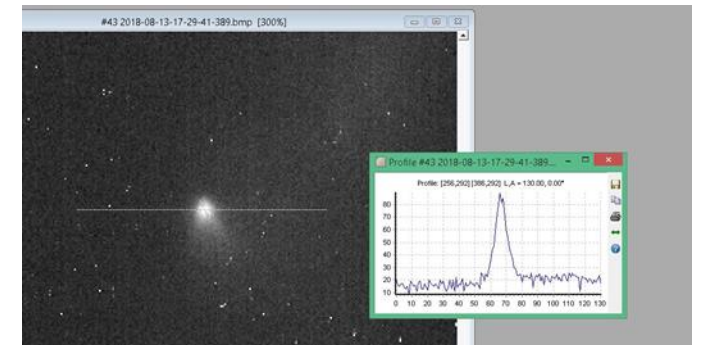 #43 2018-08-13-17-29-41-389.bmp [300%]
Profile #43 2018-08-13-17-29-41-389...
Profile: [256,292] [386,292] L,A = 130.00, 0.00°
80
70
60
50
40
30
20
10
0 10 20 30 40 50 60 70 80 90 100 110 120 130